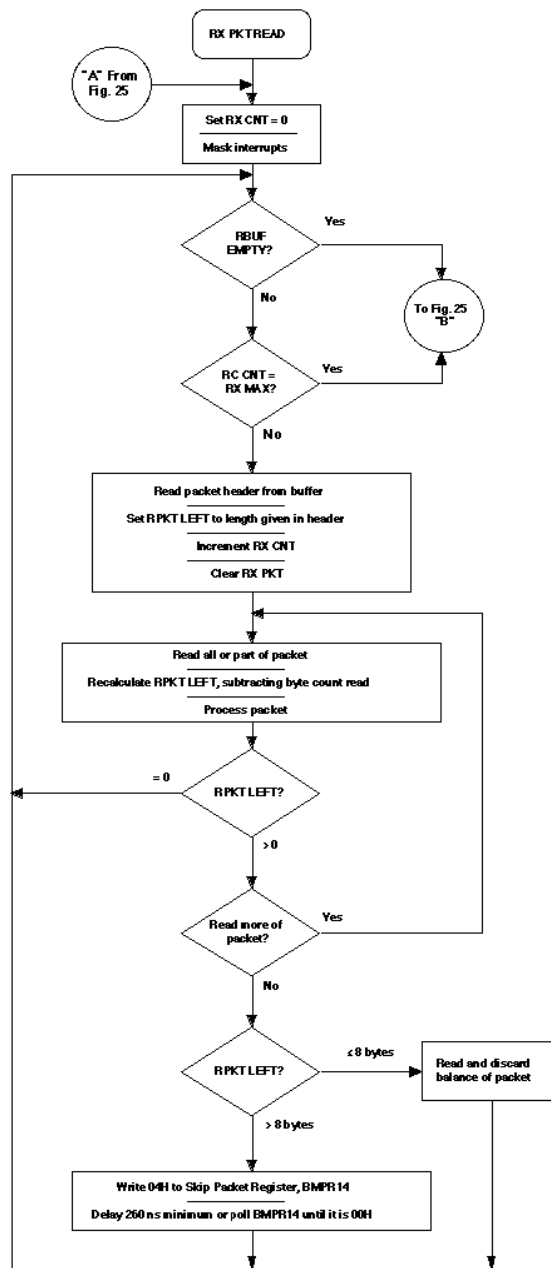 RX PKTREAD
"A" From
Fig. 25
Set RX CNT = 0
Mask interrupts
RBUF
EMPTY?
Yes
No
To Fig. 25
"B"
RC CNT =
RX MAX?
Yes
No
Read packet header from buffer
Set RPKT LEFT to length given in header
Increment RX CNT
Clear RX PKT
Read all or part of packet
Recalculate RPKT LEFT, subtracting byte count read
Process packet
= 0
RPKT LEFT?
> 0
Read more of
packet?
Yes
No
RPKT LEFT?
≤ 8 bytes
Read and discard
balance of packet
> 8 bytes
Write 04H to Skip Packet Register, BMPR14
Delay 260 ns minimum or poll BMPR14 until it is 00H